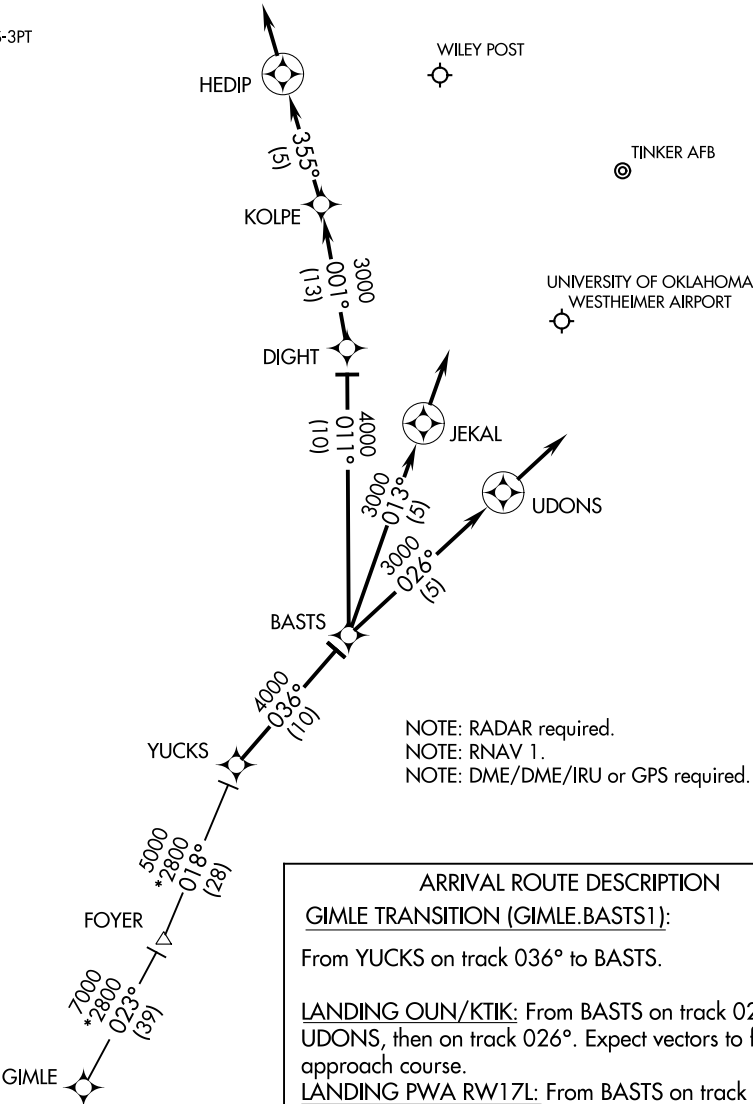 -3PT
WILEY POST
HEDIP
TINKER AFB
355°
(5)
KOLPE
UNIVERSITY OF OKLAHOMA
WESTHEIMER AIRPORT
3000
001°
(13)
DIGHT
4000
011°
(10)
JEKAL
3000
013°
(5)
UDONS
3000
026°
(5)
BASTS
4000
036°
(10)
NOTE: RADAR required.
NOTE: RNAV 1.
NOTE: DME/DME/IRU or GPS required.
YUCKS
5000
*2800
018°
(28)
FOYER
7000
*2800
023°
(39)
GIMLE
ARRIVAL ROUTE DESCRIPTION
GIMLE TRANSITION (GIMLE.BASTS1):
From YUCKS on track 036° to BASTS.
LANDING OUN/KTIK: From BASTS on track 02
UDONS, then on track 026°. Expect vectors to
approach course.
LANDING PWA RW17L: From BASTS on track